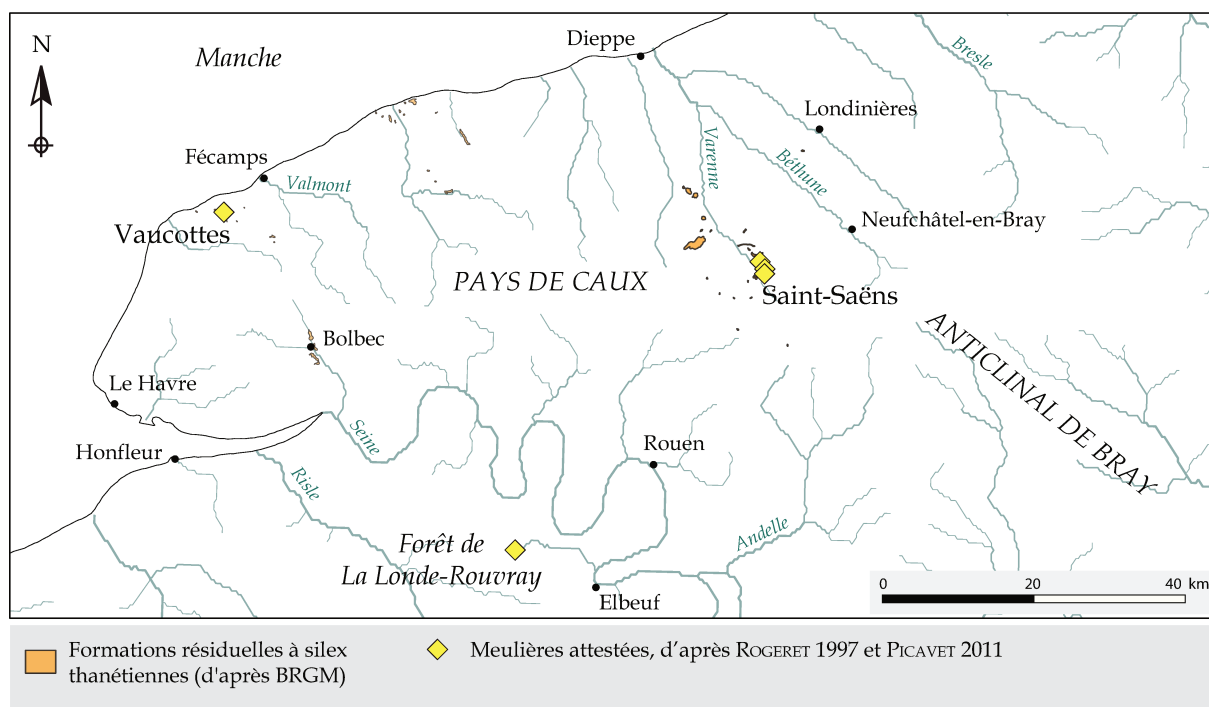 N
Manche
Dieppe
Bresle
Londinières
Varenne
Béthune
Fécamps
Valmont
Neufchâtel-en-Bray
Vaucottes
PAYS DE CAUX
Saint-Saëns
ANTICLINAL DE BRAY
Bolbec
Le Havre
Seine
Rouen
Honfleur
Risle
Andelle
Forêt de
La Londe-Rouvray
Elbeuf
0 20 40 km
Formations résiduelles à silex
thanétiennes (d'après BRGM)
Meulières attestées, d’après ROGERET 1997 et PICAVET 2011